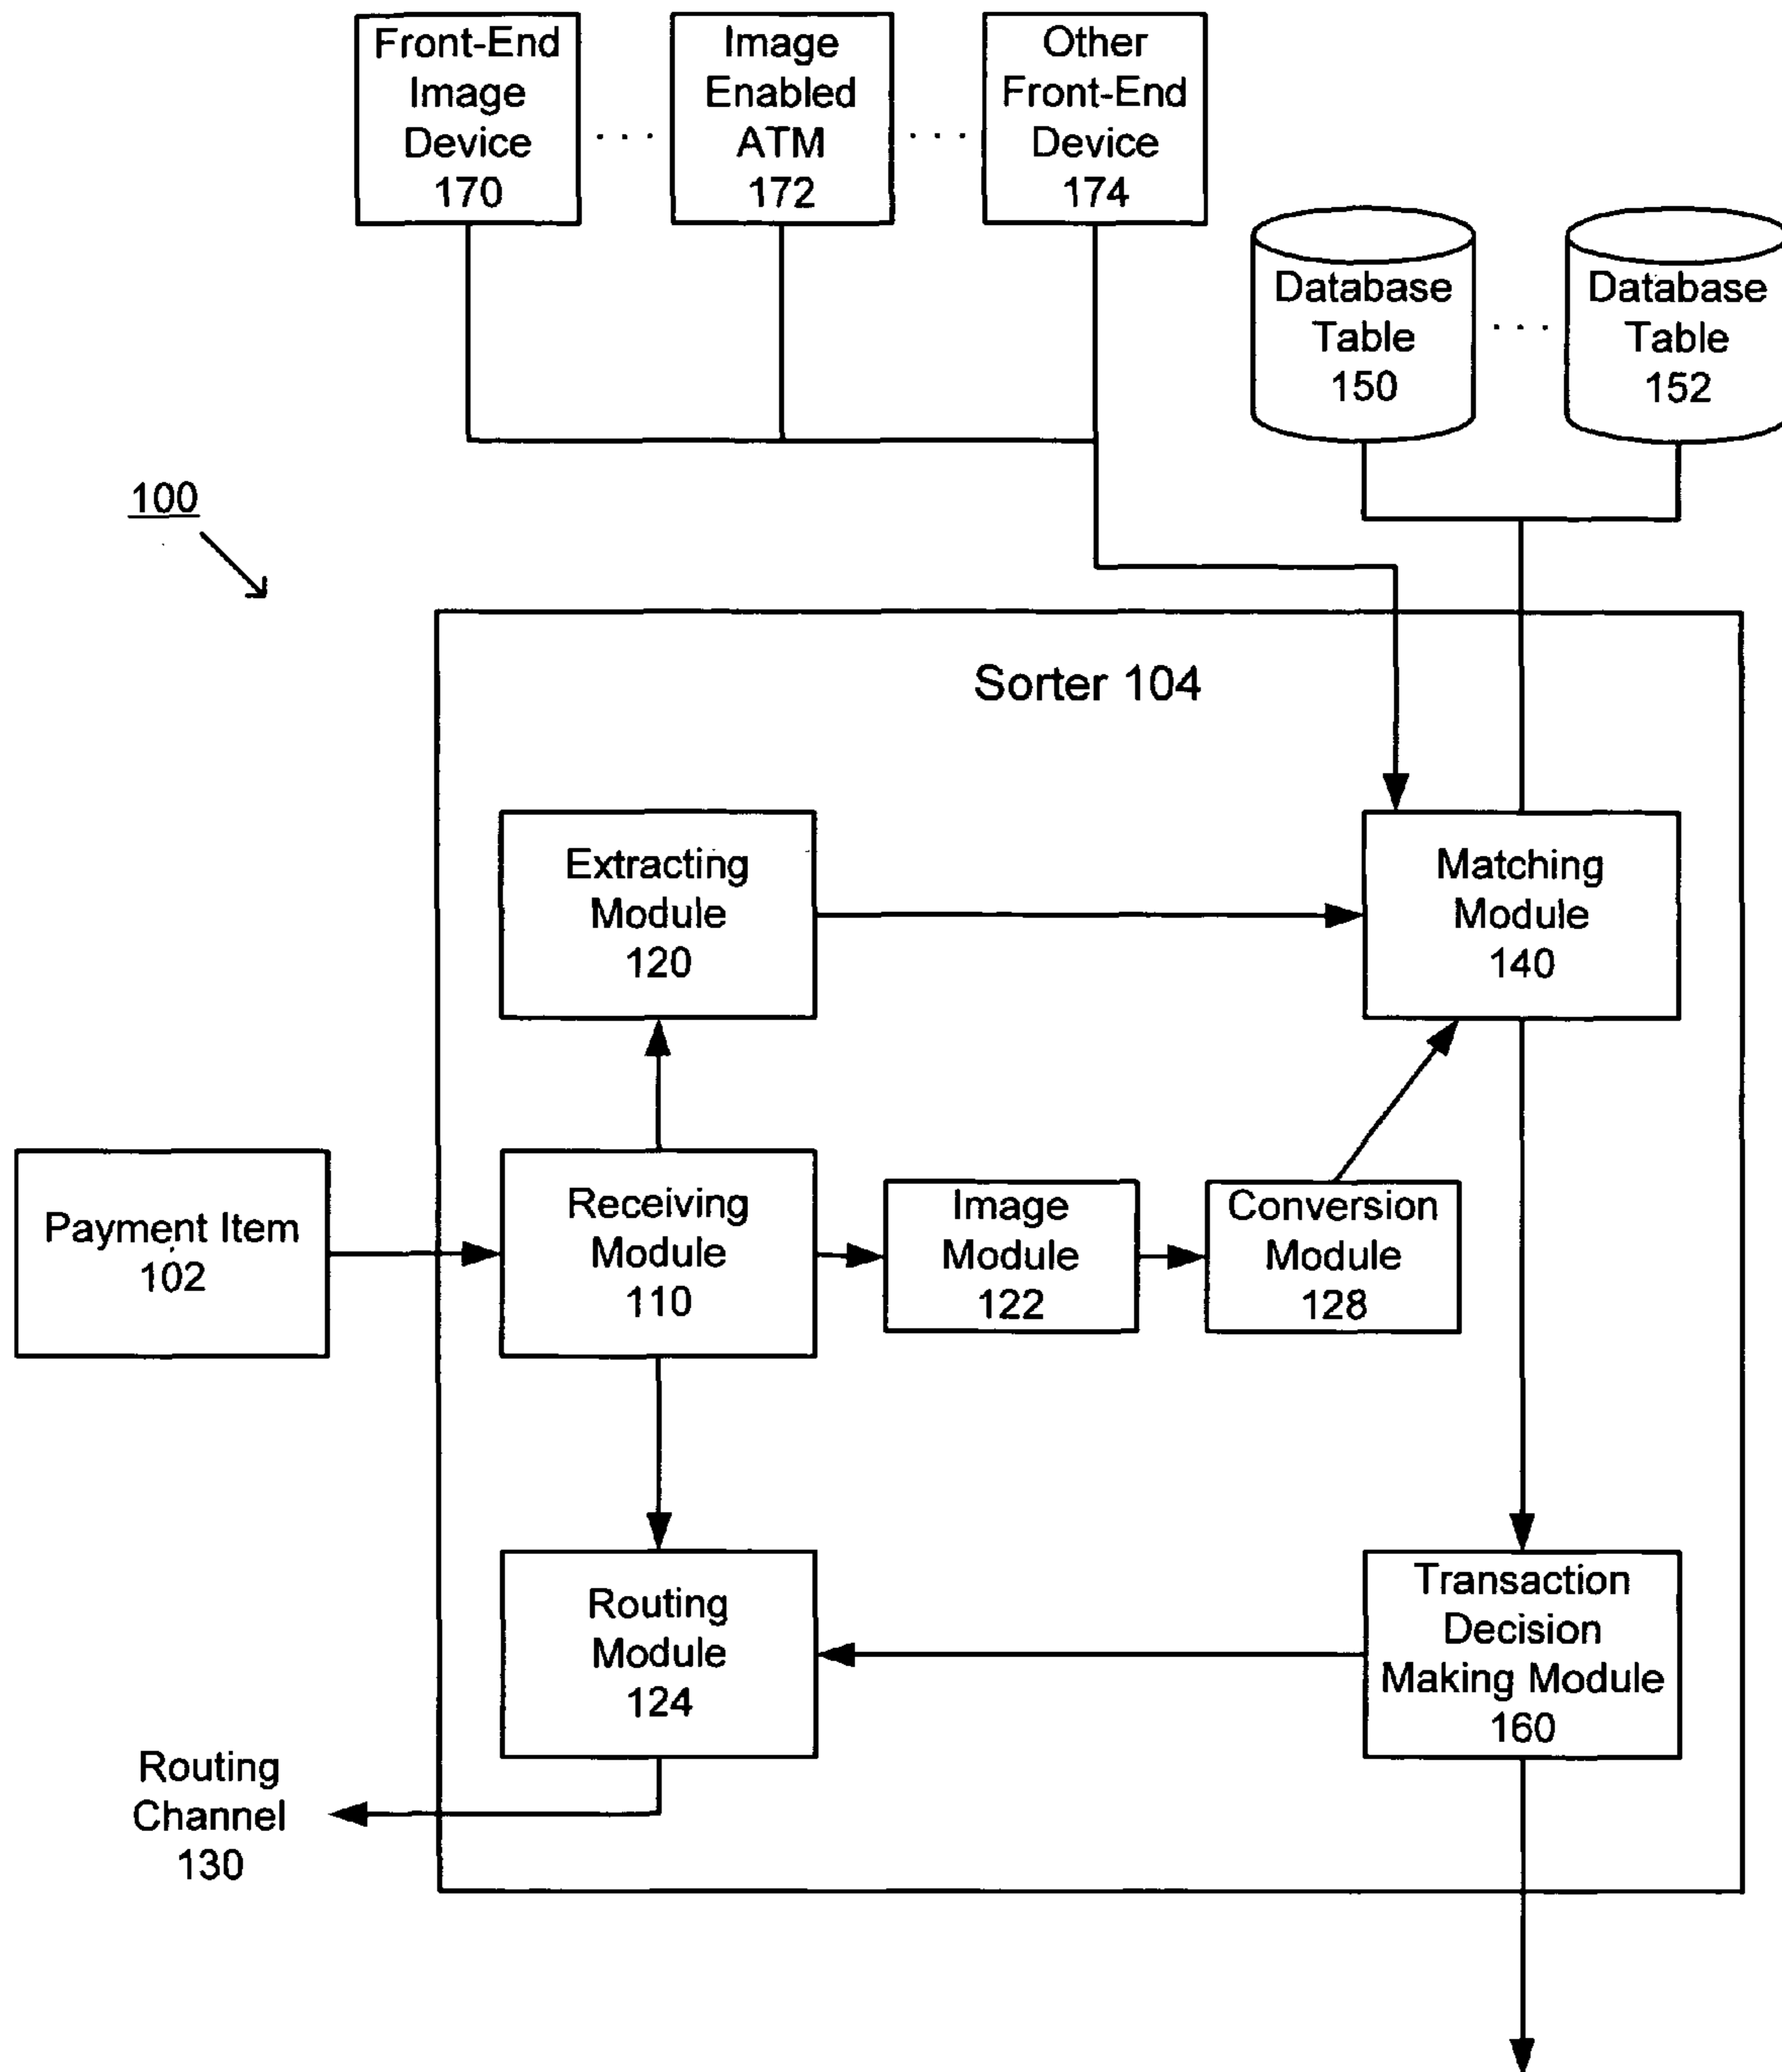 Front-End
Image
Device
170
Image
Enabled
ATM
172
Other
Front-End
Device
174
Database
Table
150
Database
Table
152
100
Sorter 104
Extracting
Module
120
Matching
Module
140
Payment Item
102
Receiving
Module
110
Image
Module
122
Conversion
Module
128
Routing
Module
124
Transaction
Decision
Making Module
160
Routing
Channel
130